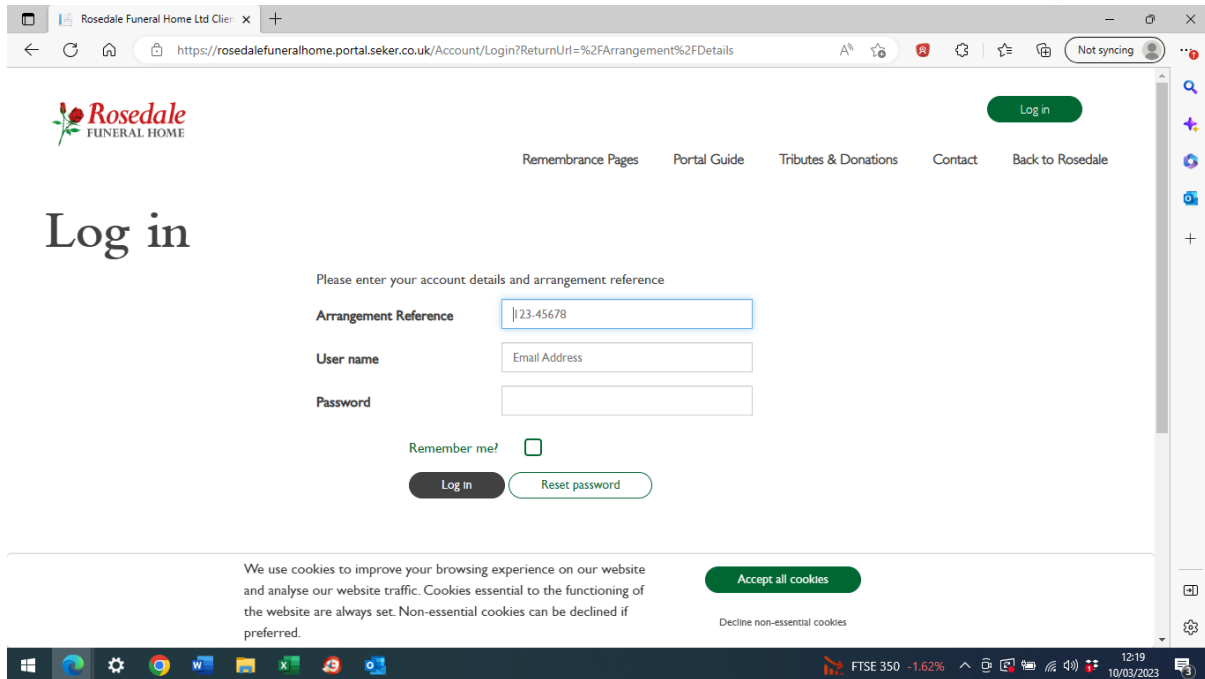 Rosedale Funeral Home Ltd Clien
https://rosedalefuneralhome.portal.seker.co.uk/Account/Login?ReturnUrl=%2FArrangement%2FDetails
Not syncing
Rosedale
FUNERAL HOME
Log in
Remembrance Pages Portal Guide Tributes & Donations Contact Back to Rosedale
Log in
Please enter your account details and arrangement reference
Arrangement Reference 123-45678
User name Email Address
Password
Remember me?
Log in Reset password
We use cookies to improve your browsing experience on our website
and analyse our website traffic. Cookies essential to the functioning of
the website are always set. Non-essential cookies can be declined if
preferred.
Accept all cookies
Decline non-essential cookies
FTSE 350 -1.62%
12:19
10/03/2023